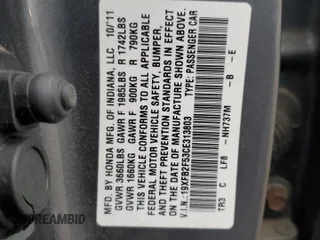 MFD. BY HONDA MFG. OF INDIANA, LLC 10/11
GVWR 3660LBS GAWR F 1985LBS R 1742LBS
GVWR 1660KG GAWR F 900KG R 790KG
THIS VEHICLE CONFORMS TO ALL APPLICABLE
FEDERAL MOTOR VEHICLE SAFETY, BUMPER,
AND THEFT PREVENTION STANDARDS IN EFFECT
ON THE DATE OF MANUFACTURE SHOWN ABOVE.
V.I.N.: 19XFB2F53CE313803 TYPE: PASSENGER CAR
TR3 C LF8 NH737M -B -E